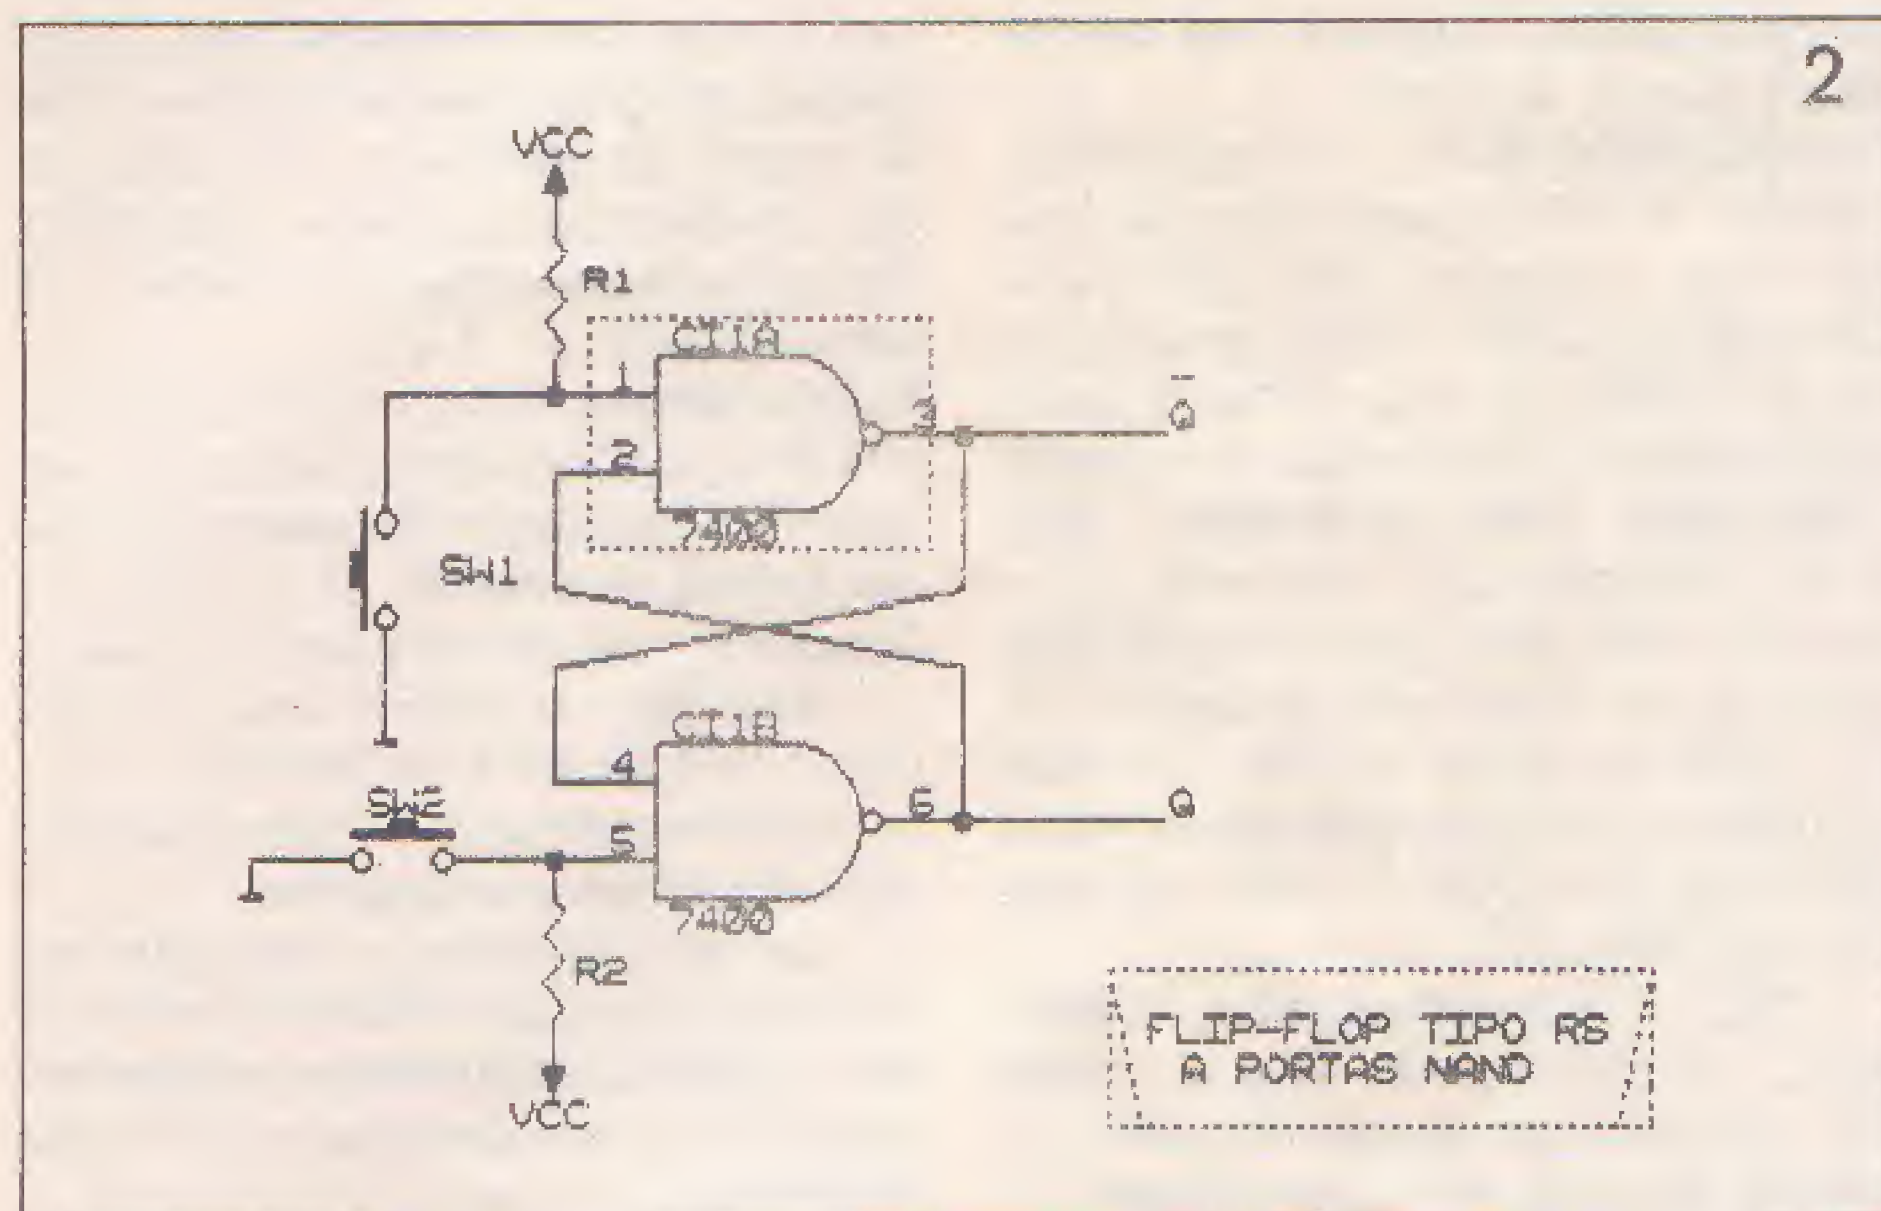 2
VCC
R1
CI1A
1
2
3
Q
7400
SW1
CI1B
4
SW2
5
6
Q
7400
R2
VCC
FLIP-FLOP TIPO RS
A PORTAS NAND